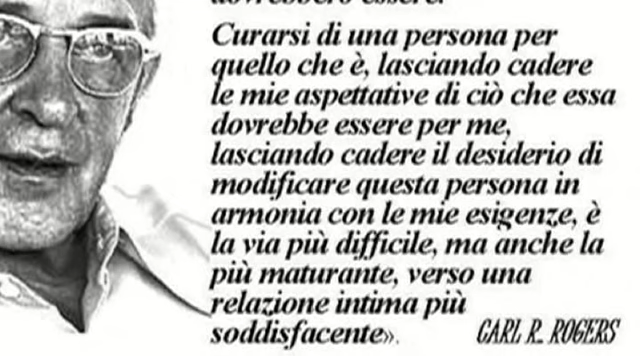 dovrebbero essere.
Curarsi di una persona per
quello che è, lasciando cadere
le mie aspettative di ciò che essa
dovrebbe essere per me,
lasciando cadere il desiderio di
modificare questa persona in
armonia con le mie esigenze, è
la via più difficile, ma anche la
più maturante, verso una
relazione intima più
soddisfacente».
CARL R. ROGERS